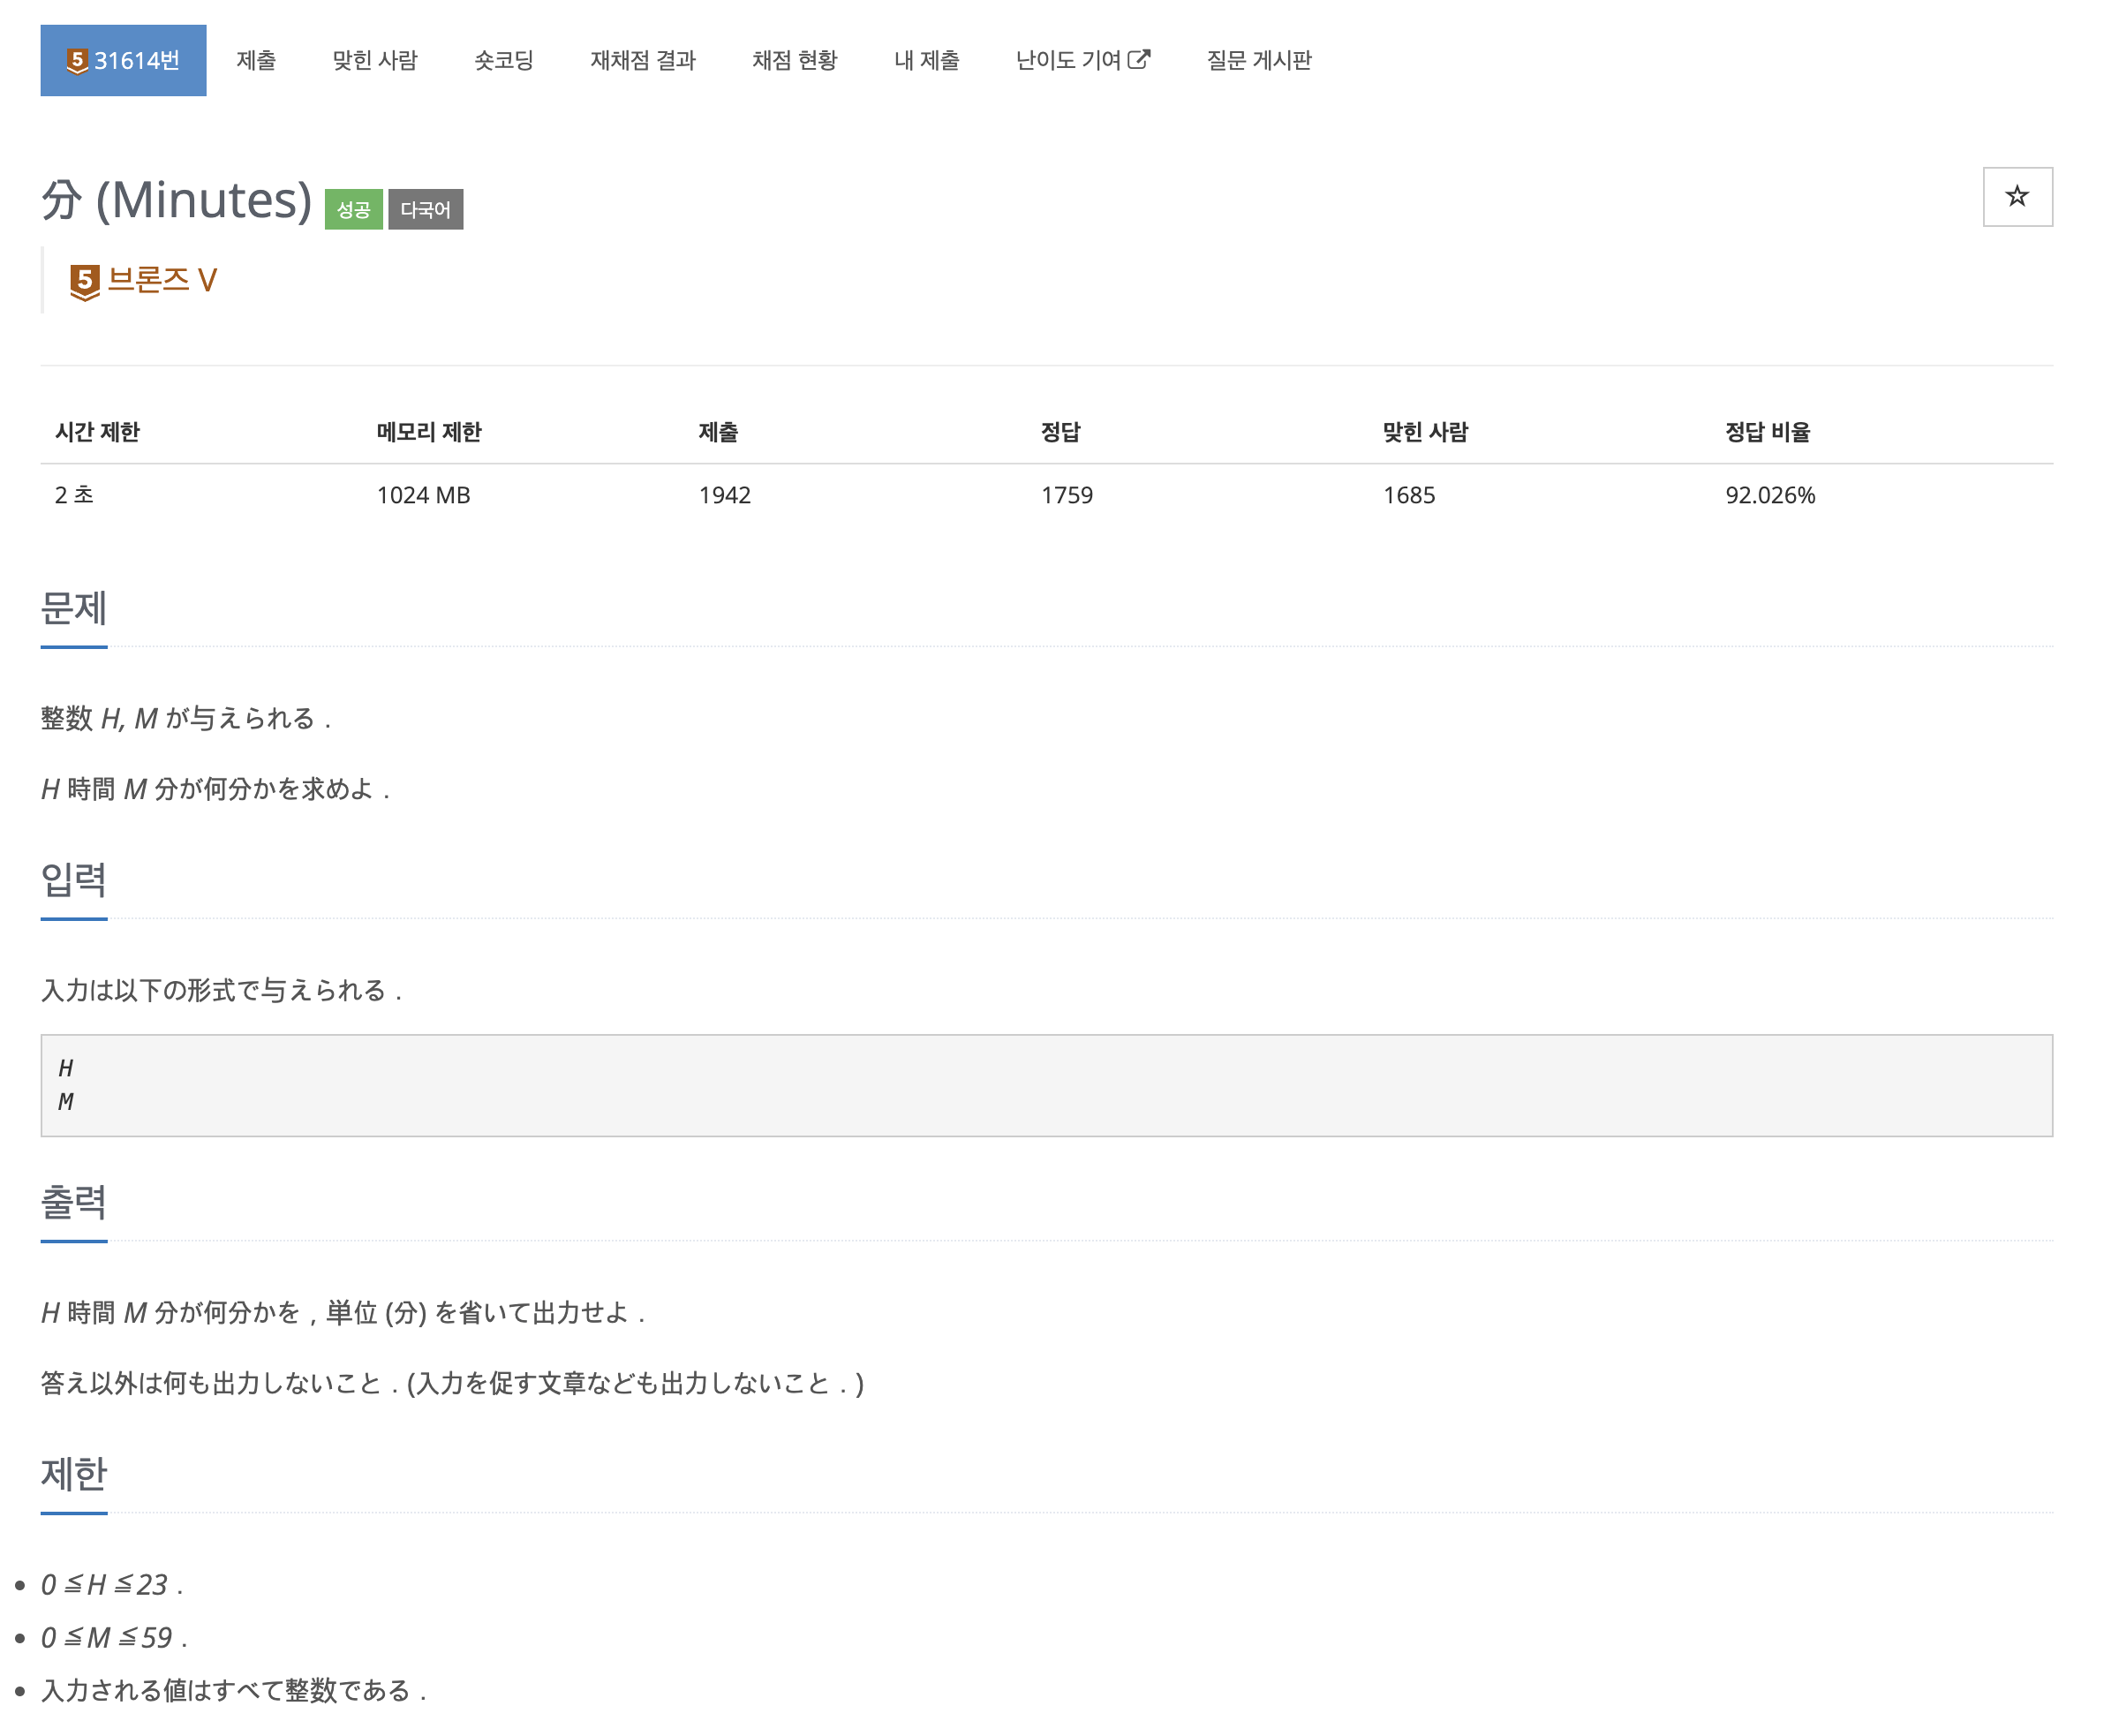 5 31614번 제출 맞힌 사람 숏코딩 재채점 결과 채점 현황 내 제출 난이도 기여 질문 게시판
分 (Minutes) 성공 다국어
5 브론즈 V
시간 제한 메모리 제한 제출 정답 맞힌 사람 정답 비율
2 초 1024 MB 1942 1759 1685 92.026%
문제
整数 H, M が与えられる．
H 時間 M 分が何分かを求めよ．
입력
入力は以下の形式で与えられる．
H
M
출력
H 時間 M 分が何分かを，単位 (分) を省いて出力せよ．
答え以外は何も出力しないこと．(入力を促す文章なども出力しないこと．)
제한
• 0 ≦ H ≦ 23．
• 0 ≦ M ≦ 59．
• 入力される値はすべて整数である．